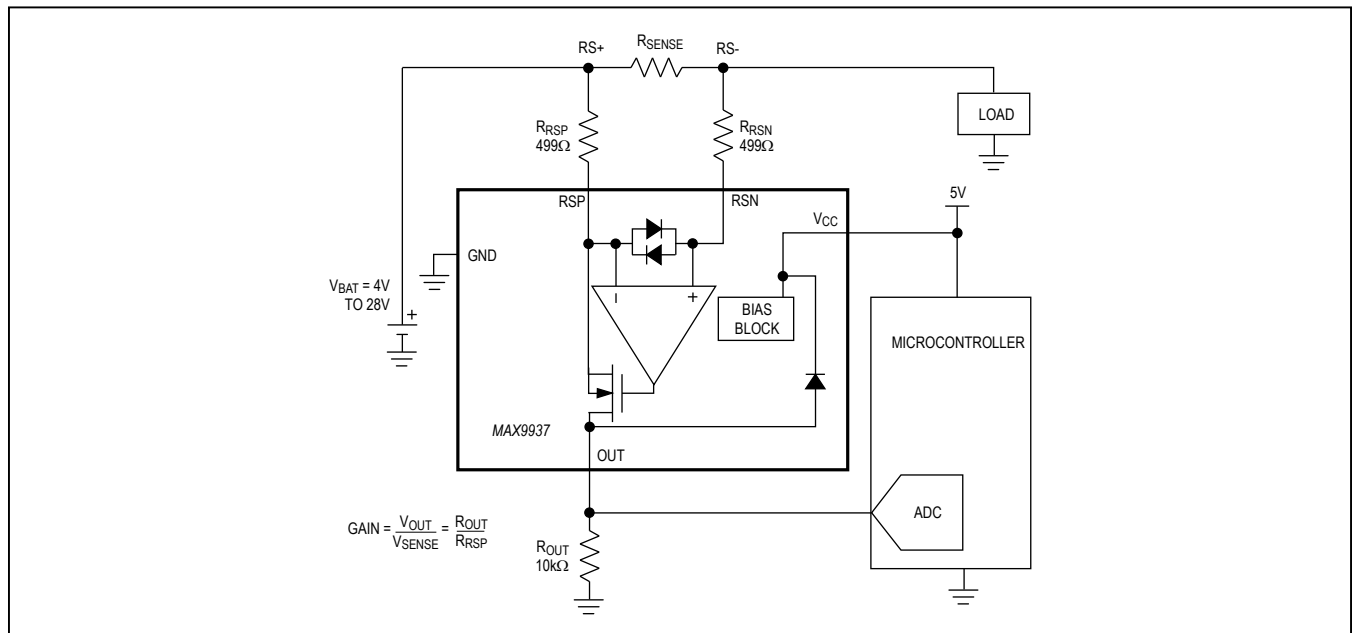 RS+
RSENSE
RS-
RRSP
499Ω
RRSN
499Ω
LOAD
RSP
RSN
5V
VCC
GND
VBAT = 4V
TO 28V
+
-
+
BIAS
BLOCK
MICROCONTROLLER
MAX9937
OUT
ADC
GAIN = VOUT/VSENSE = ROUT/RRSP
ROUT
10kΩ